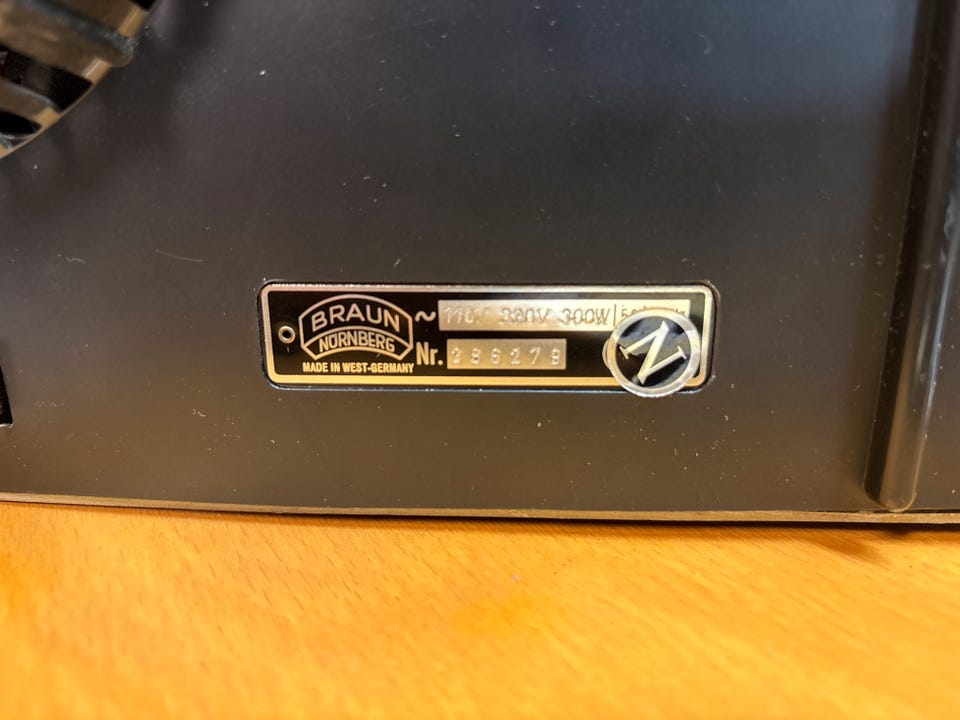 BRAUN
NÜRNBERG
MADE IN WEST-GERMANY
~ 110V 220V 300W
Nr. 286279
N